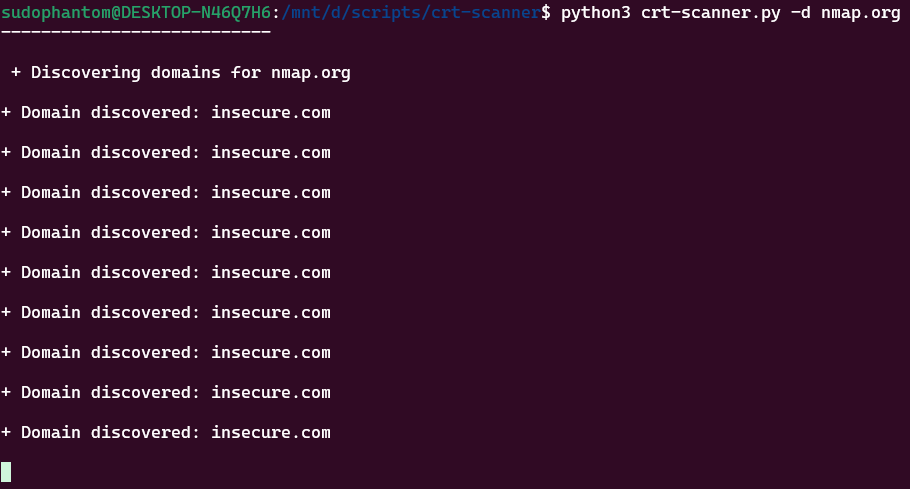 sudophantom@DESKTOP-N46Q7H6:/mnt/d/scripts/crt-scanner$ python3 crt-scanner.py -d nmap.org
---------------------------
+ Discovering domains for nmap.org
+ Domain discovered: insecure.com
+ Domain discovered: insecure.com
+ Domain discovered: insecure.com
+ Domain discovered: insecure.com
+ Domain discovered: insecure.com
+ Domain discovered: insecure.com
+ Domain discovered: insecure.com
+ Domain discovered: insecure.com
+ Domain discovered: insecure.com